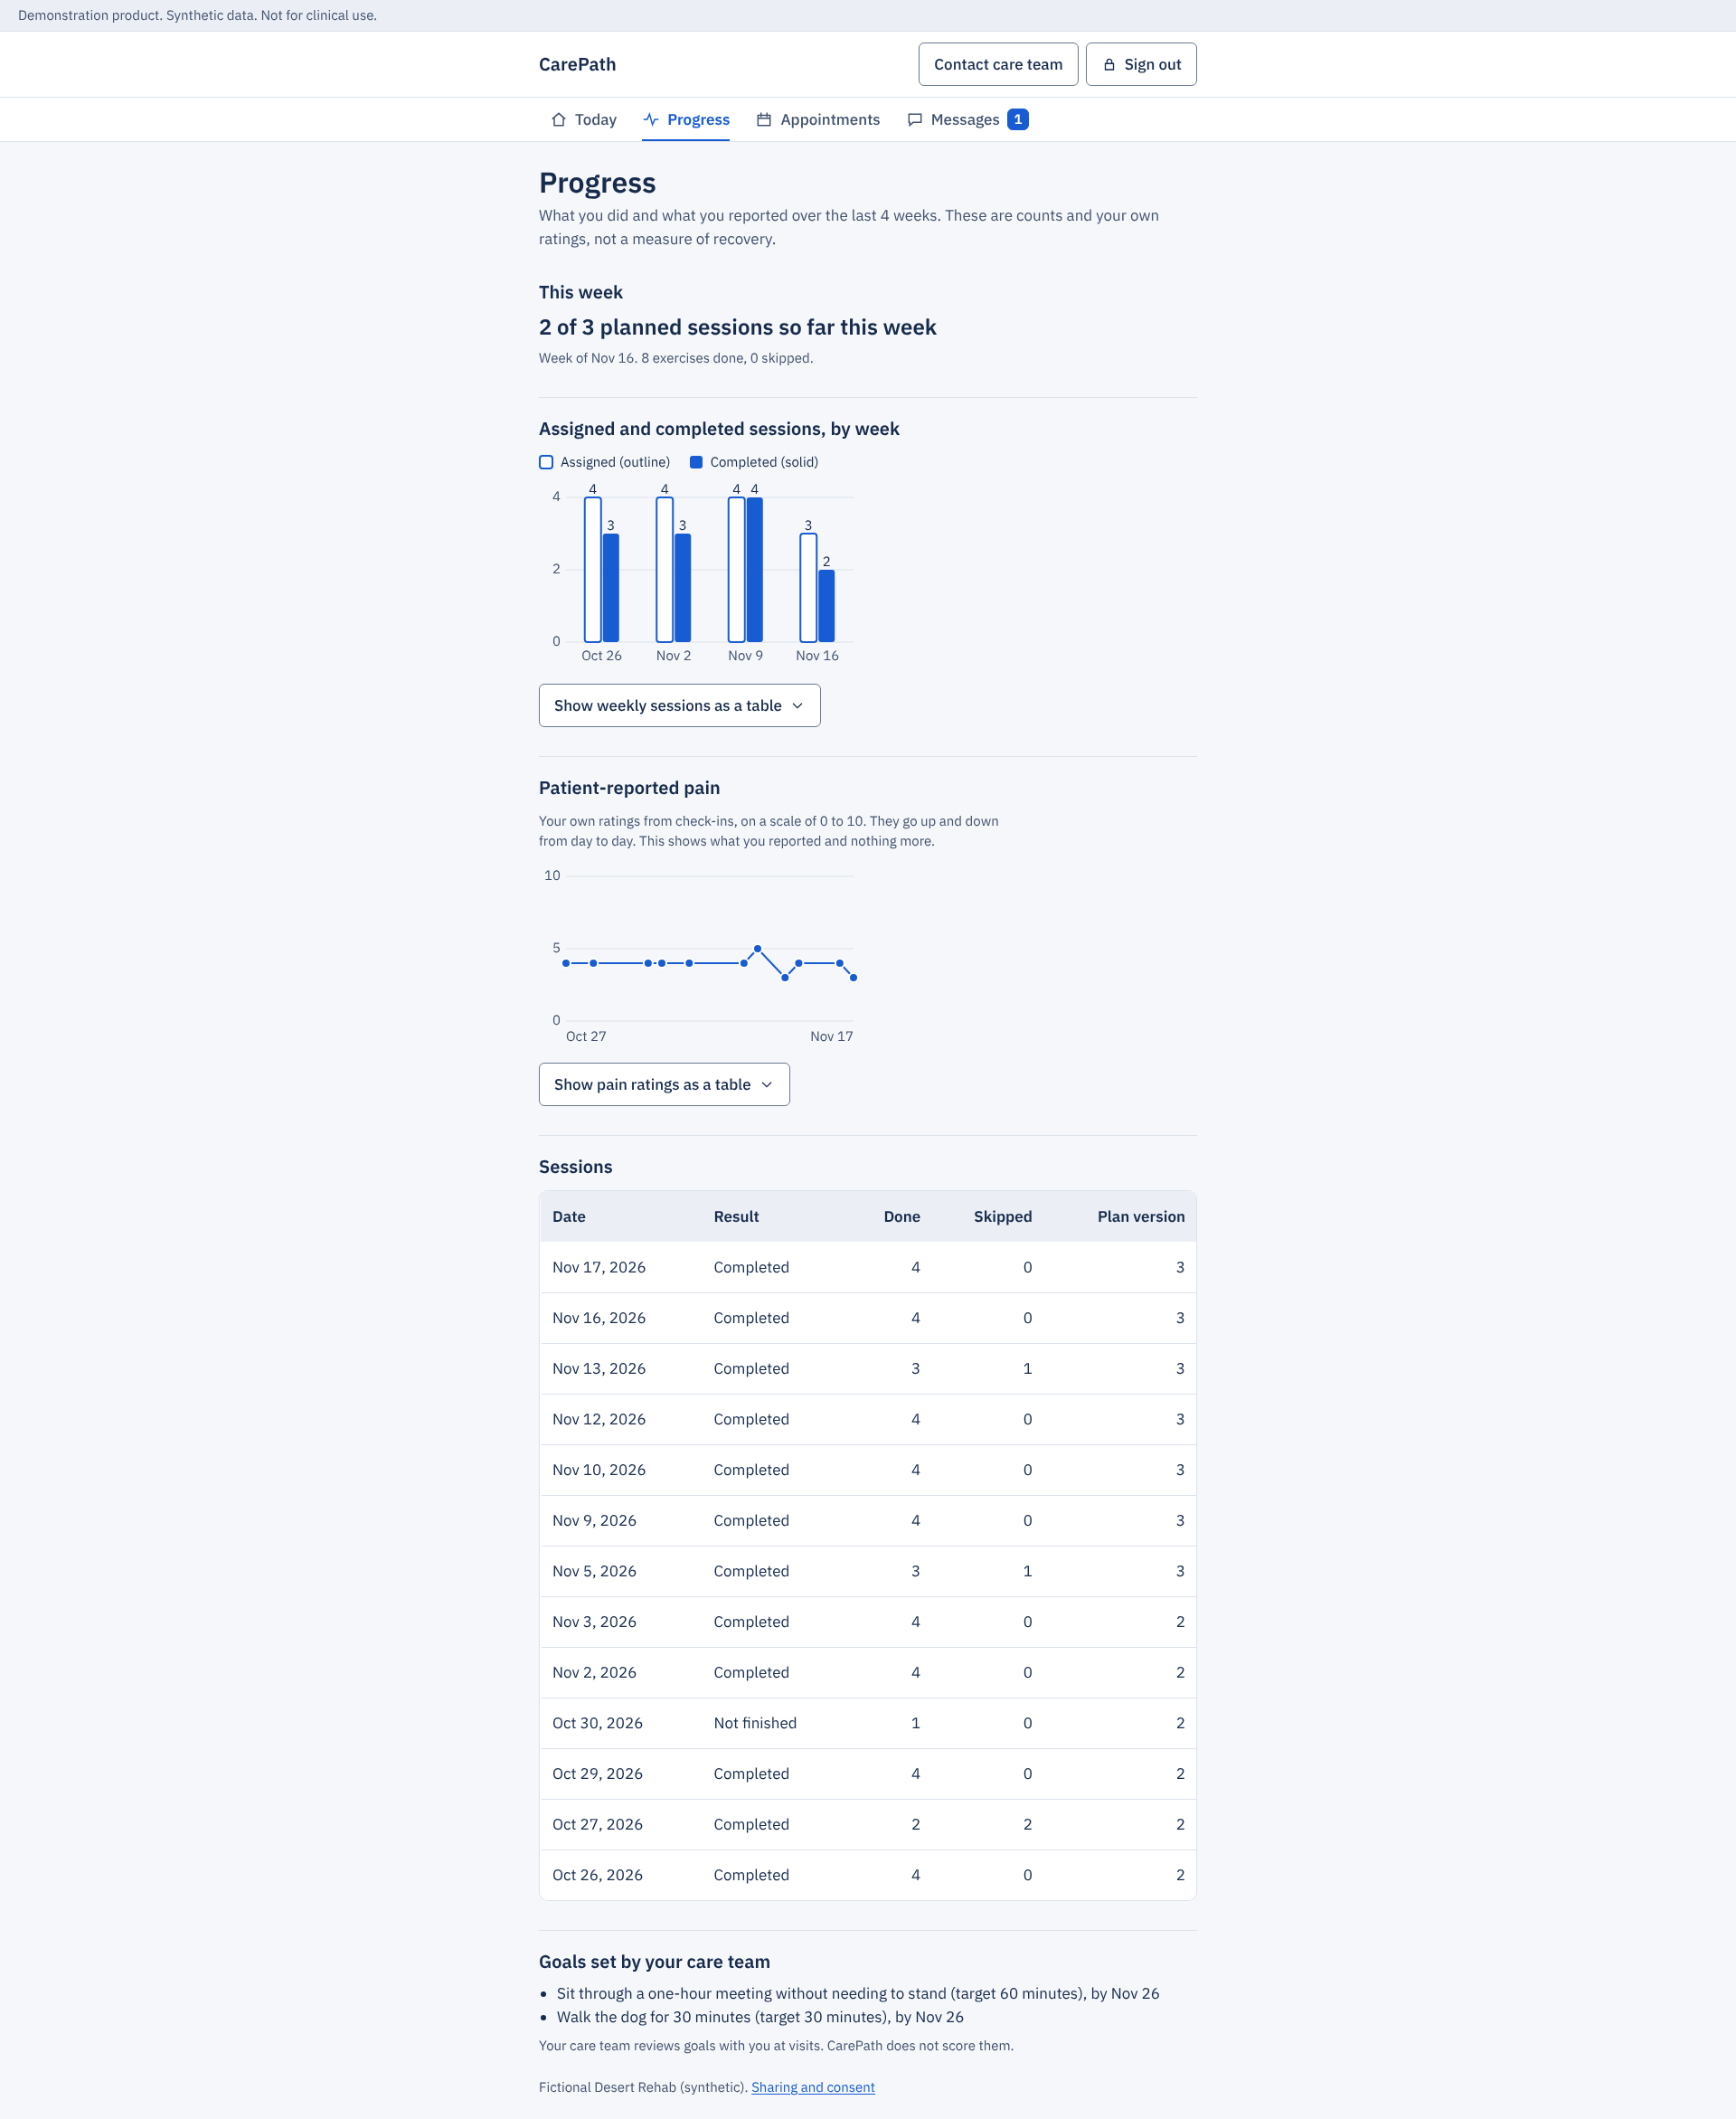 Demonstration product. Synthetic data. Not for clinical use.
CarePath
Contact care team
Sign out
Today
Progress
Appointments
Messages 1
Progress
What you did and what you reported over the last 4 weeks. These are counts and your own
ratings, not a measure of recovery.
This week
2 of 3 planned sessions so far this week
Week of Nov 16. 8 exercises done, 0 skipped.
Assigned and completed sessions, by week
Assigned (outline) Completed (solid)
4 4 4 4 4
3 3 3
2 2
0
Oct 26 Nov 2 Nov 9 Nov 16
Show weekly sessions as a table
Patient-reported pain
Your own ratings from check-ins, on a scale of 0 to 10. They go up and down
from day to day. This shows what you reported and nothing more.
10
5
0
Oct 27 Nov 17
Show pain ratings as a table
Sessions
Date Result Done Skipped Plan version
Nov 17, 2026 Completed 4 0 3
Nov 16, 2026 Completed 4 0 3
Nov 13, 2026 Completed 3 1 3
Nov 12, 2026 Completed 4 0 3
Nov 10, 2026 Completed 4 0 3
Nov 9, 2026 Completed 4 0 3
Nov 5, 2026 Completed 3 1 3
Nov 3, 2026 Completed 4 0 2
Nov 2, 2026 Completed 4 0 2
Oct 30, 2026 Not finished 1 0 2
Oct 29, 2026 Completed 4 0 2
Oct 27, 2026 Completed 2 2 2
Oct 26, 2026 Completed 4 0 2
Goals set by your care team
• Sit through a one-hour meeting without needing to stand (target 60 minutes), by Nov 26
• Walk the dog for 30 minutes (target 30 minutes), by Nov 26
Your care team reviews goals with you at visits. CarePath does not score them.
Fictional Desert Rehab (synthetic). Sharing and consent